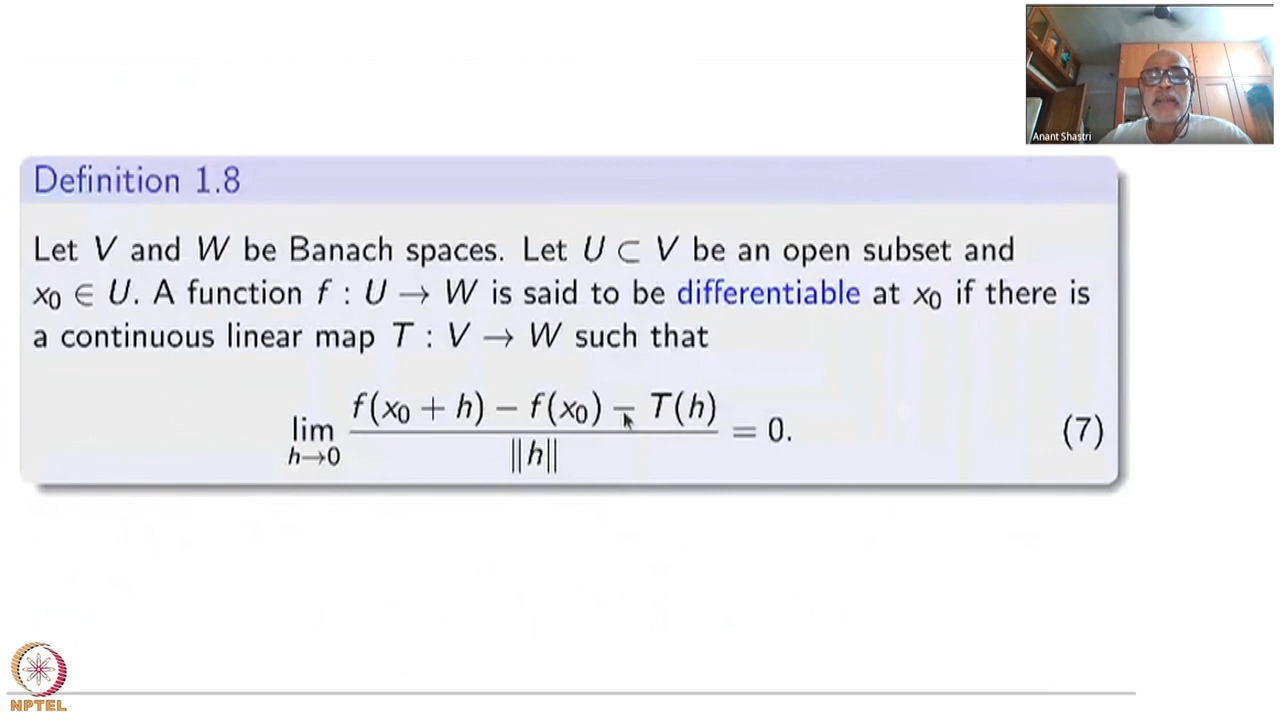 Anant Shastri
Definition 1.8
Let V and W be Banach spaces. Let U ⊂ V be an open subset and
x₀ ∈ U. A function f : U → W is said to be differentiable at x₀ if there is
a continuous linear map T : V → W such that
lim h→0 f(x₀ + h) − f(x₀) − T(h) / ‖h‖ = 0. (7)
NPTEL